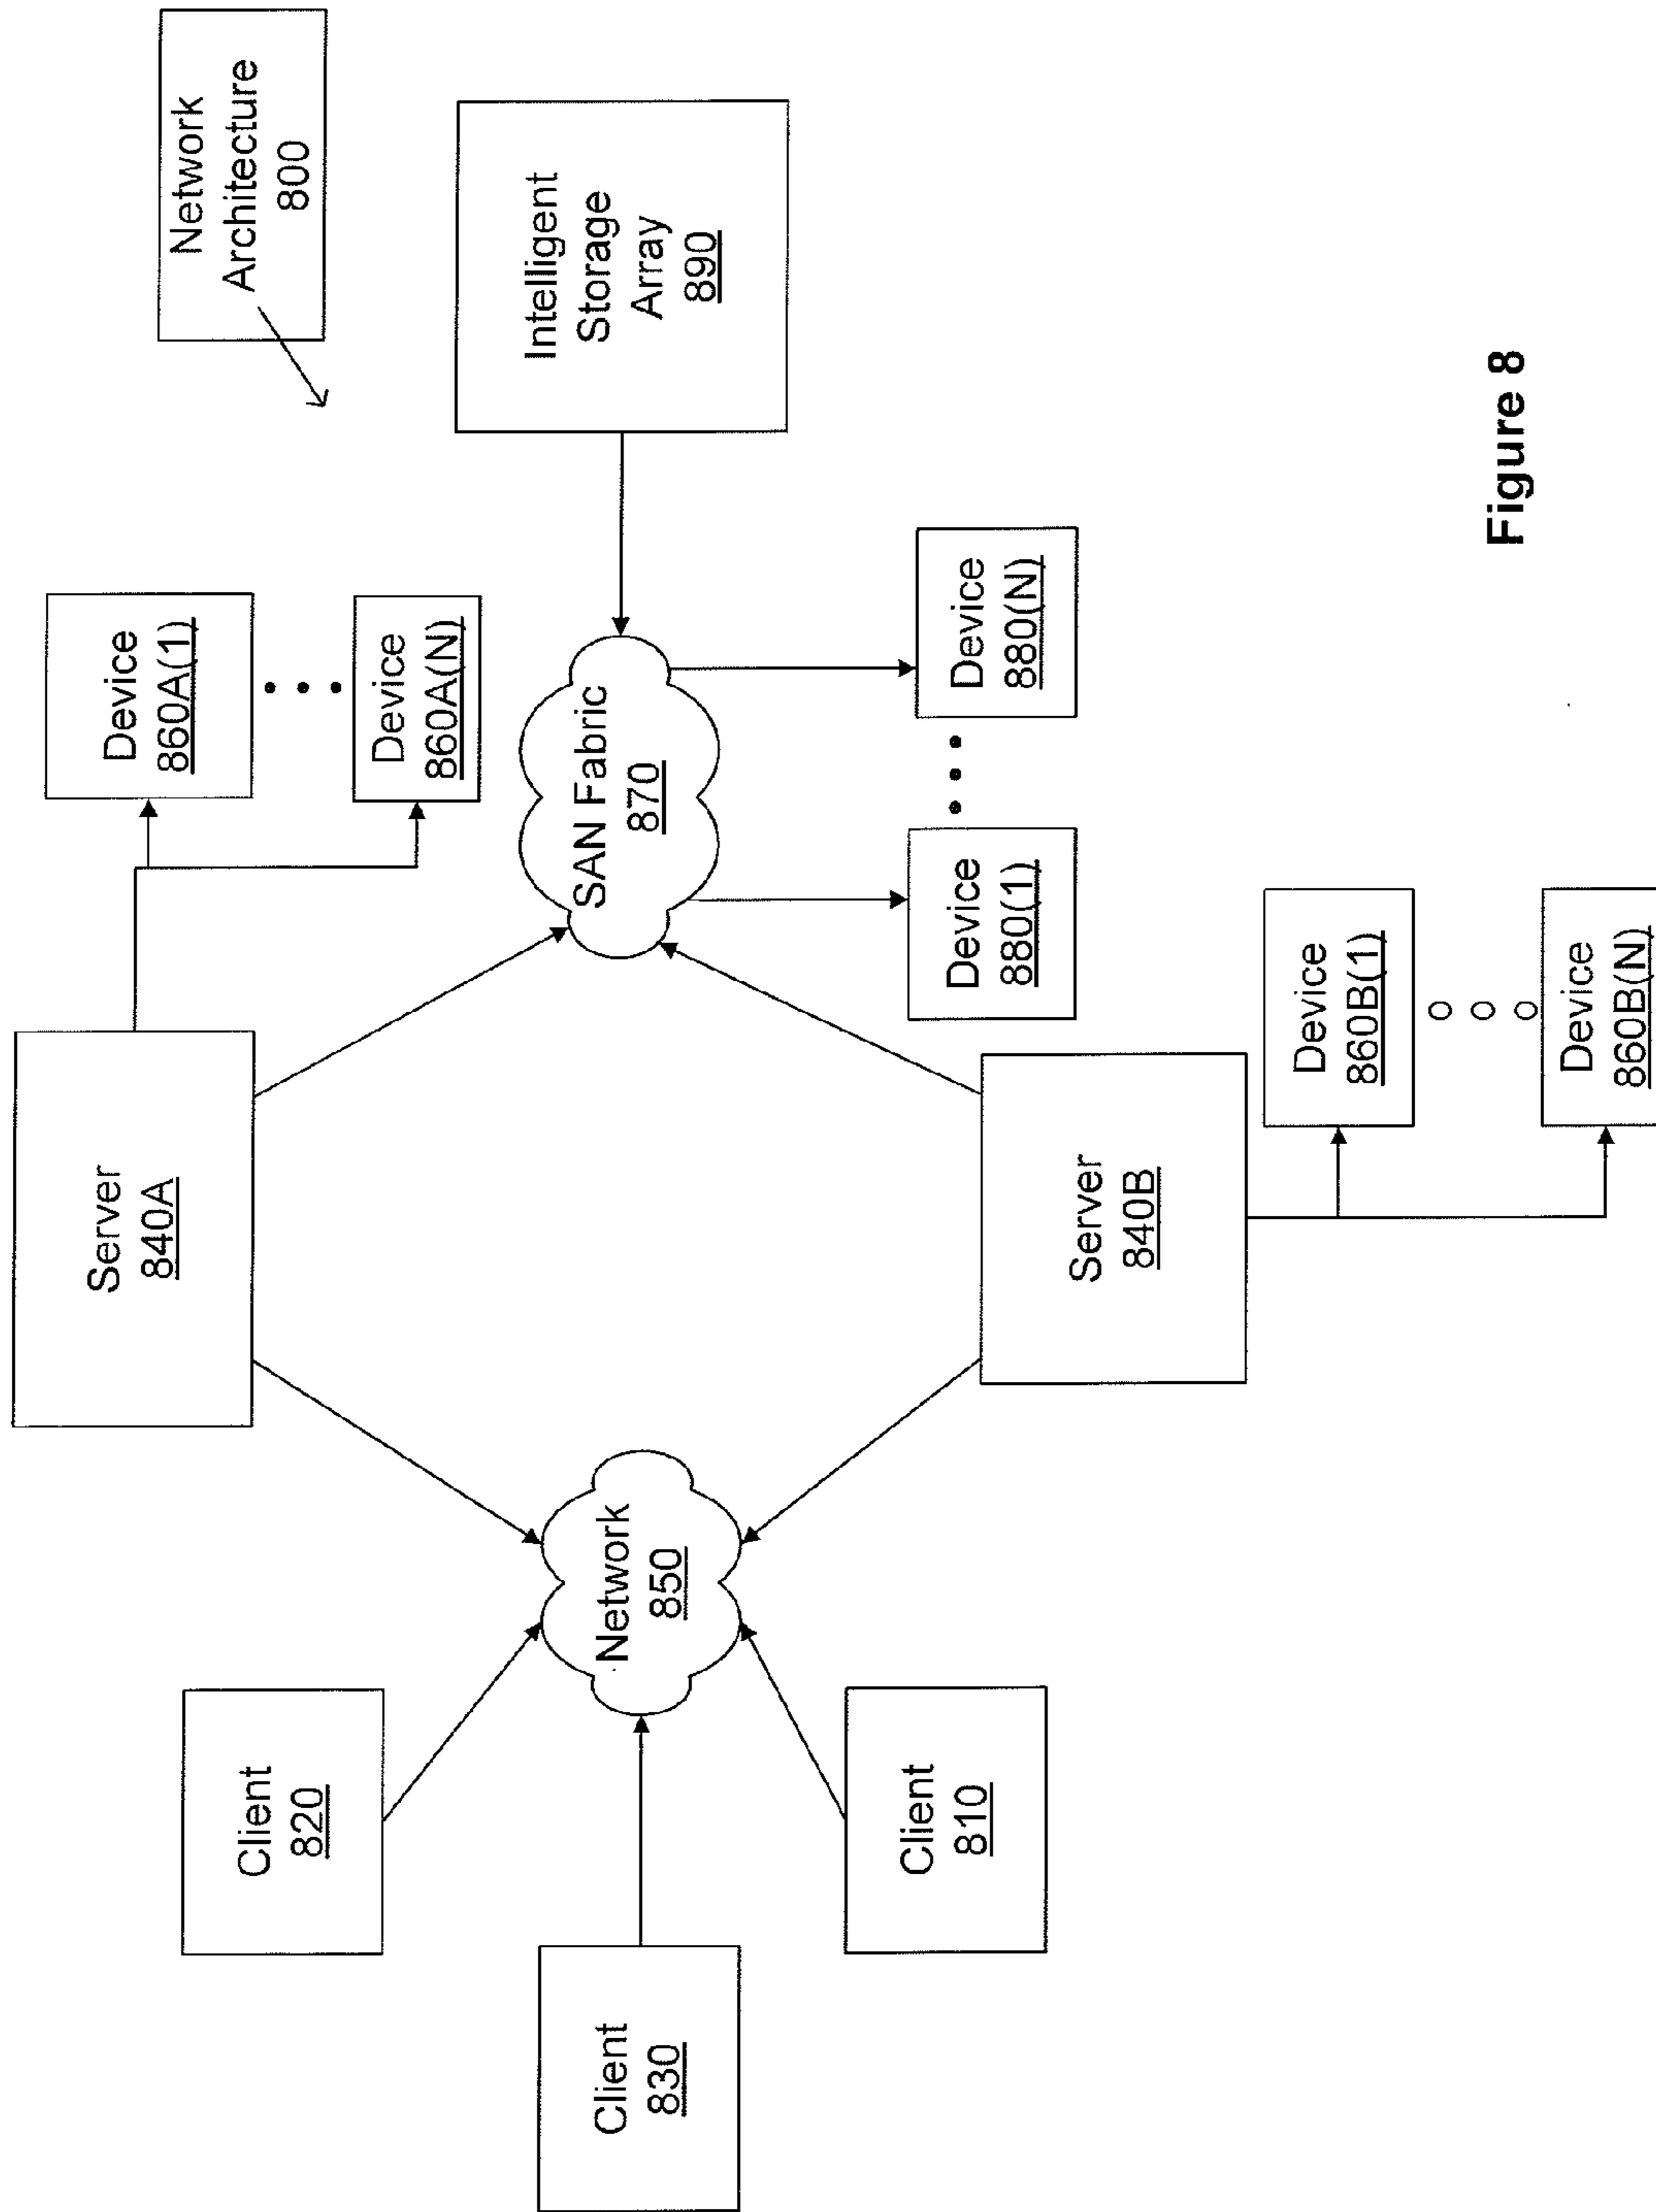 Network
Architecture
800
Device
860A(1)
Device
860A(N)
Server
840A
Intelligent
Storage
Array
890
SAN Fabric
870
Device
880(1)
Device
880(N)
Client
820
Client
830
Network
850
Client
810
Server
840B
Device
860B(1)
Device
860B(N)
Figure 8